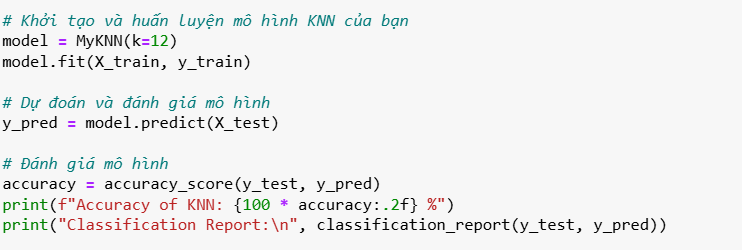 # Khởi tạo và huấn luyện mô hình KNN của bạn
model = MyKNN(k=12)
model.fit(X_train, y_train)
# Dự đoán và đánh giá mô hình
y_pred = model.predict(X_test)
# Đánh giá mô hình
accuracy = accuracy_score(y_test, y_pred)
print(f"Accuracy of KNN: {100 * accuracy:.2f} %")
print("Classification Report:\n", classification_report(y_test, y_pred))